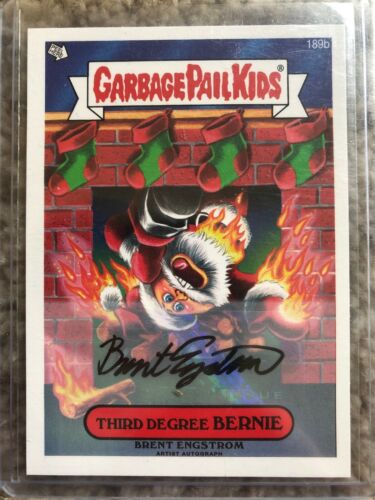 189b
GARBAGE PAIL KIDS®
Brent Engstrom
THIRD DEGREE BERNIE
BRENT ENGSTROM
ARTIST AUTOGRAPH